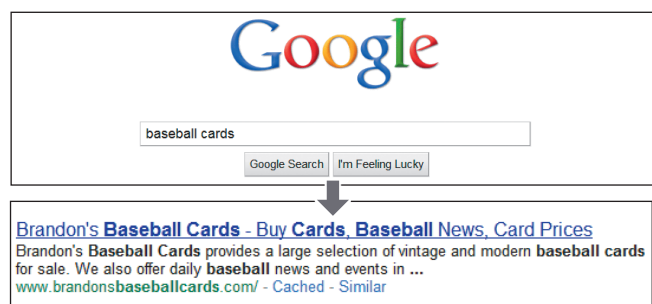 Google
baseball cards
Google Search I'm Feeling Lucky
Brandon's Baseball Cards - Buy Cards, Baseball News, Card Prices
Brandon's Baseball Cards provides a large selection of vintage and modern baseball cards
for sale. We also offer daily baseball news and events in ...
www.brandonsbaseballcards.com/ - Cached - Similar